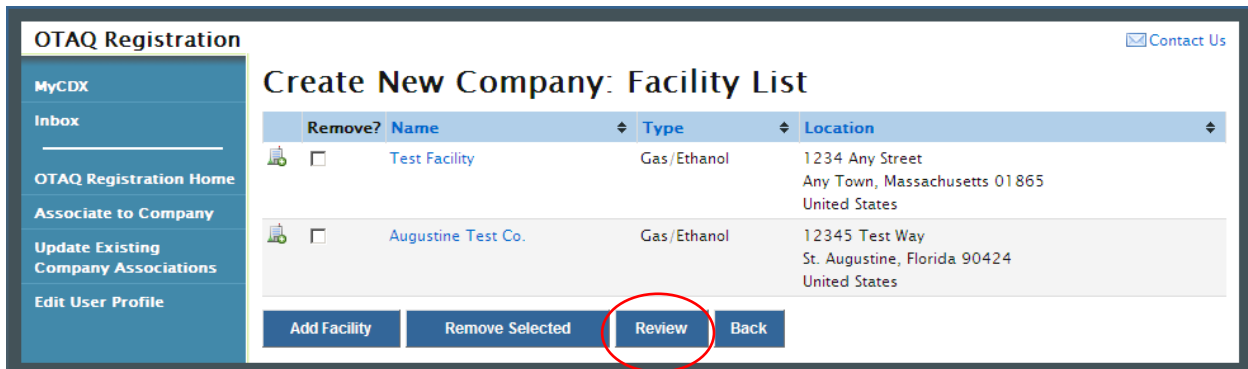 OTAQ Registration
Contact Us
MyCDX
Inbox
OTAQ Registration Home
Associate to Company
Update Existing
Company Associations
Edit User Profile
Create New Company: Facility List
Remove? Name Type Location
Test Facility Gas/Ethanol 1234 Any Street
Any Town, Massachusetts 01865
United States
Augustine Test Co. Gas/Ethanol 12345 Test Way
St. Augustine, Florida 90424
United States
Add Facility Remove Selected Review Back